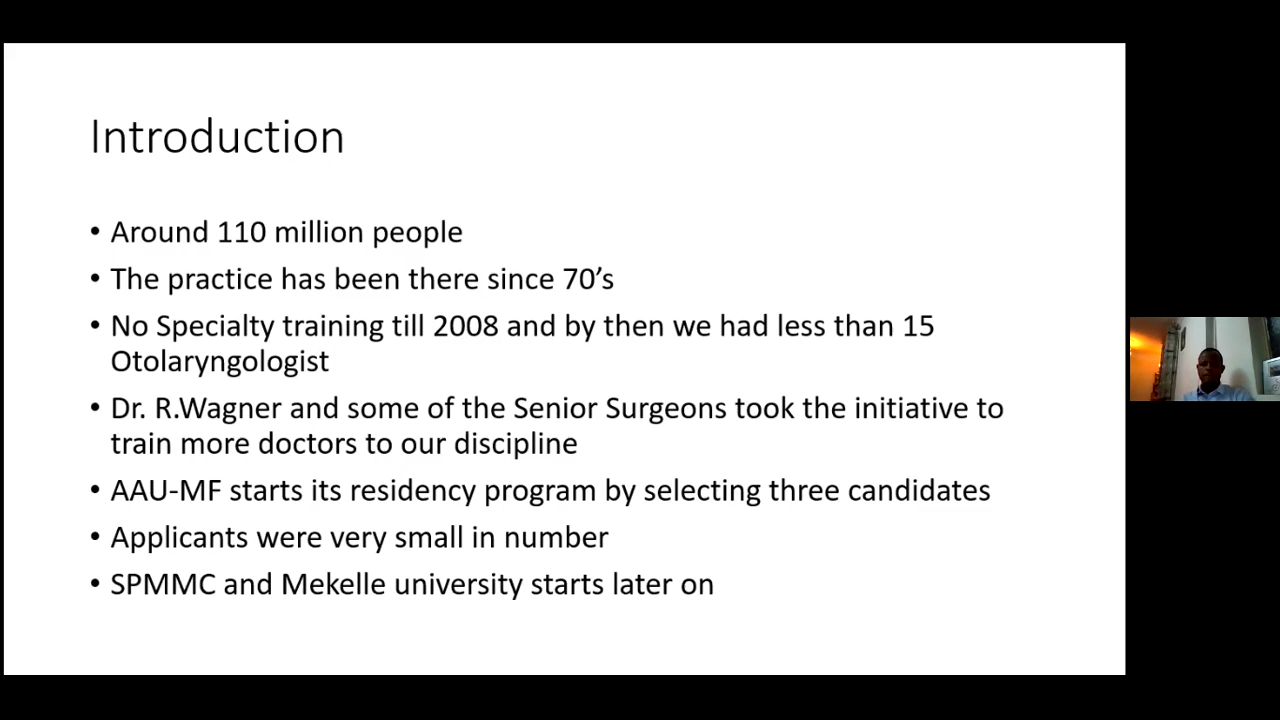 Introduction
• Around 110 million people
• The practice has been there since 70’s
• No Specialty training till 2008 and by then we had less than 15
Otolaryngologist
• Dr. R.Wagner and some of the Senior Surgeons took the initiative to
train more doctors to our discipline
• AAU-MF starts its residency program by selecting three candidates
• Applicants were very small in number
• SPMMC and Mekelle university starts later on